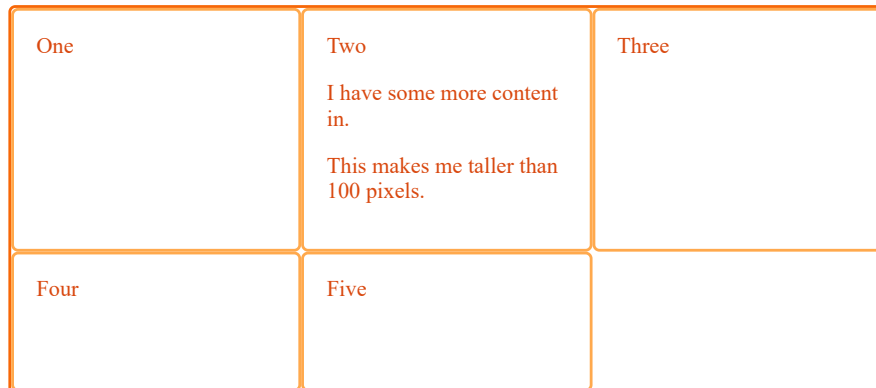 One
Two
I have some more content
in.
This makes me taller than
100 pixels.
Three
Four
Five